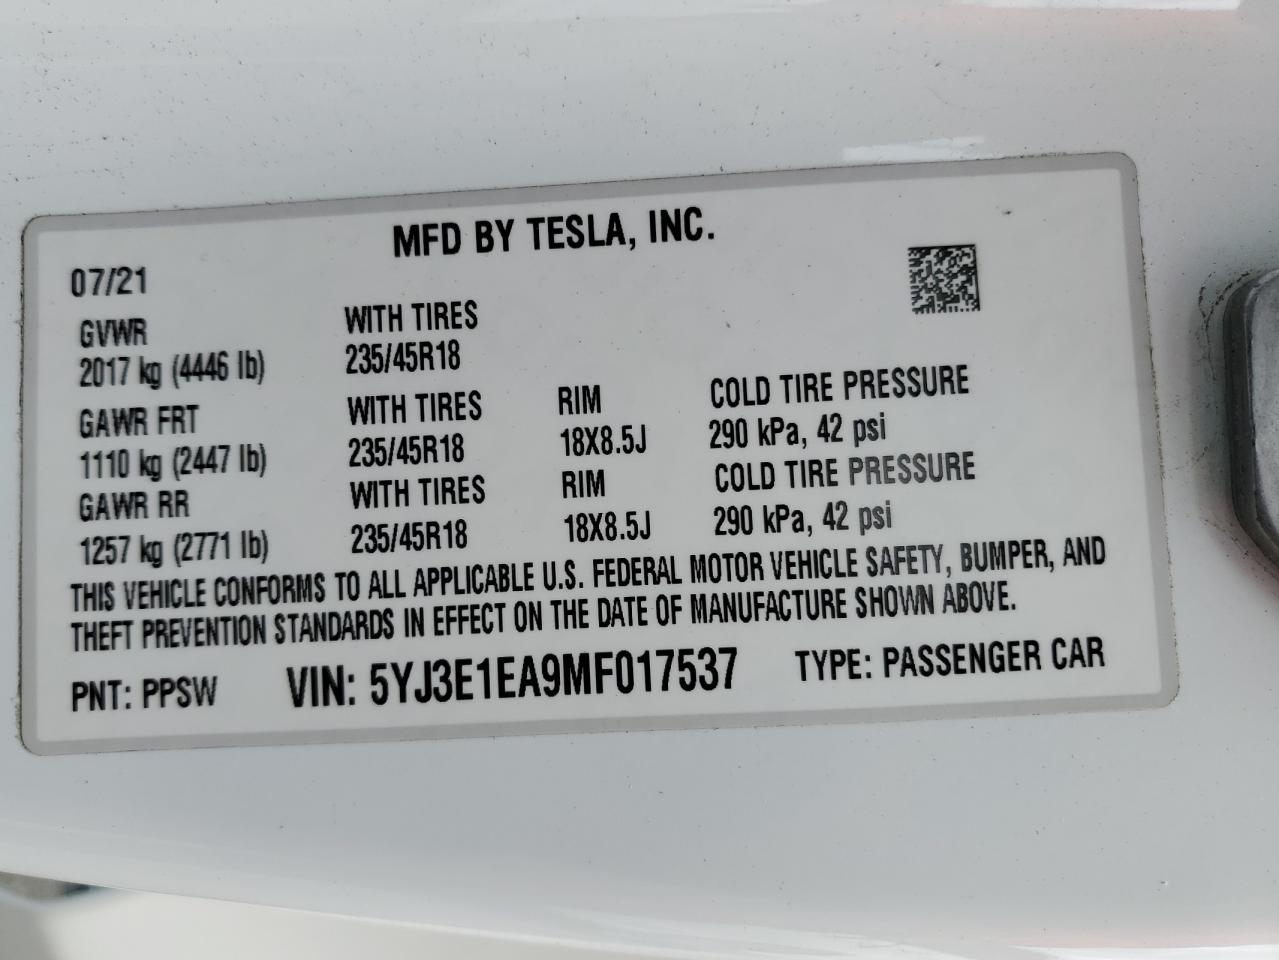 MFD BY TESLA, INC.
07/21
GVWR
2017 kg (4446 lb)
WITH TIRES
235/45R18
GAWR FRT
1110 kg (2447 lb)
WITH TIRES
235/45R18
RIM
18X8.5J
COLD TIRE PRESSURE
290 kPa, 42 psi
GAWR RR
1257 kg (2771 lb)
WITH TIRES
235/45R18
RIM
18X8.5J
COLD TIRE PRESSURE
290 kPa, 42 psi
THIS VEHICLE CONFORMS TO ALL APPLICABLE U.S. FEDERAL MOTOR VEHICLE SAFETY, BUMPER, AND
THEFT PREVENTION STANDARDS IN EFFECT ON THE DATE OF MANUFACTURE SHOWN ABOVE.
PNT: PPSW VIN: 5YJ3E1EA9MF017537 TYPE: PASSENGER CAR